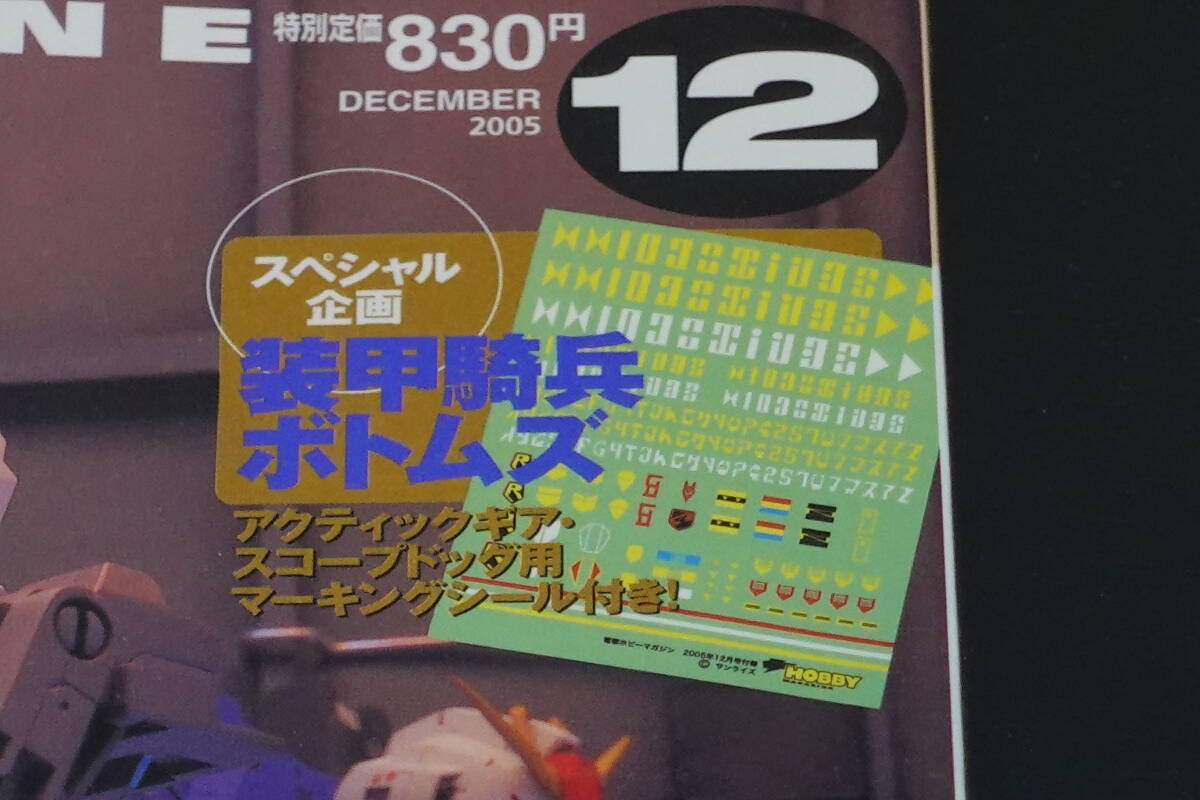 NE
特別定価830円
DECEMBER
2005
12
スペシャル
企画
装甲騎兵
ボトムズ
アクティックギア・
スコープドッグ用
マーキングシール付き!
電撃ホビーマガジン 2005年12月号付録
© サンライズ
HOBBY
MAGAZINE